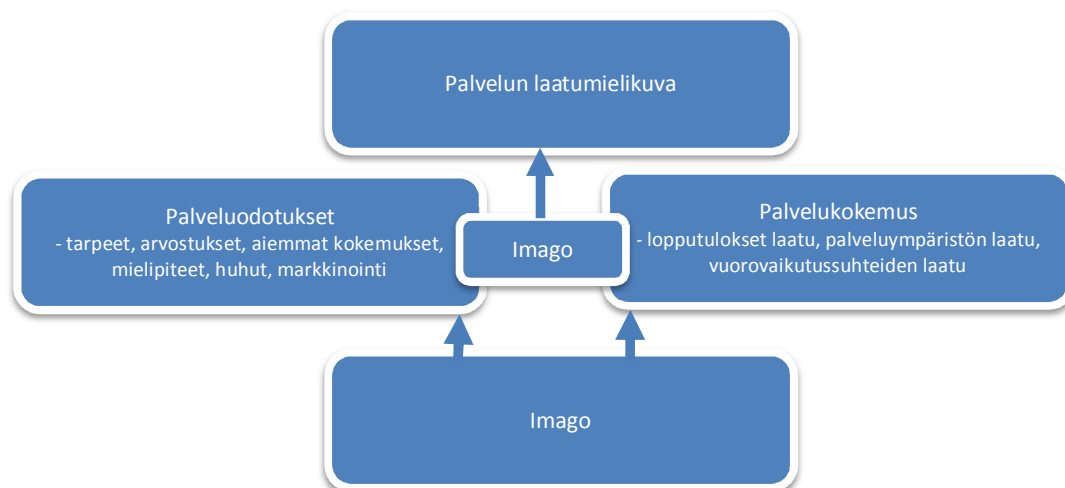 Palvelun laatumielikuva
Palveluodotukset
- tarpeet, arvostukset, aiemmat kokemukset,
mielipiteet, huhut, markkinointi
Imago
Palvelukokemus
- lopputulokset laatu, palveluympäristön laatu,
vuorovaikutussuhteiden laatu
Imago